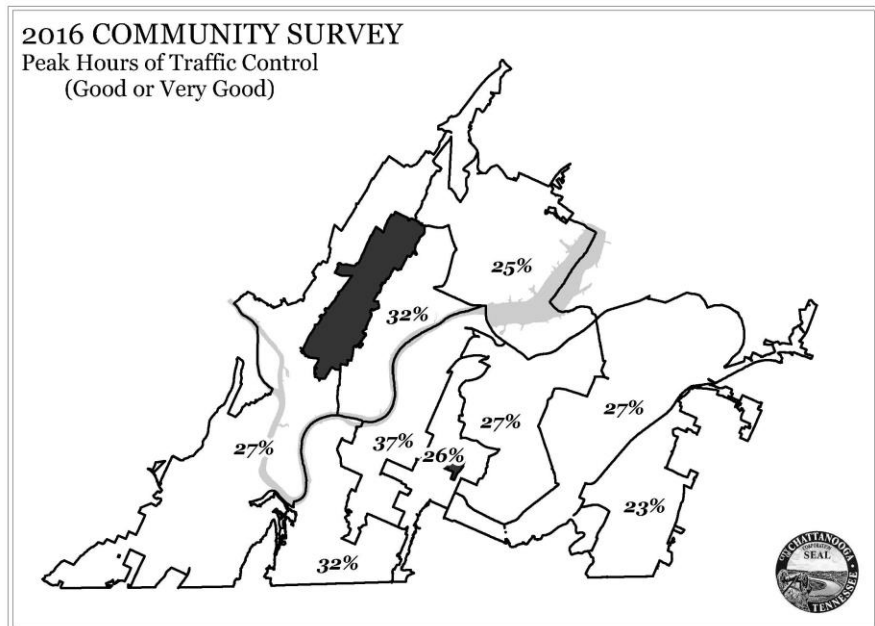 2016 COMMUNITY SURVEY
Peak Hours of Traffic Control
(Good or Very Good)
25%
32%
27%
37%
26%
27%
27%
23%
32%
CHATTANOOGA
CORPORATED
SEAL
TENNESSEE